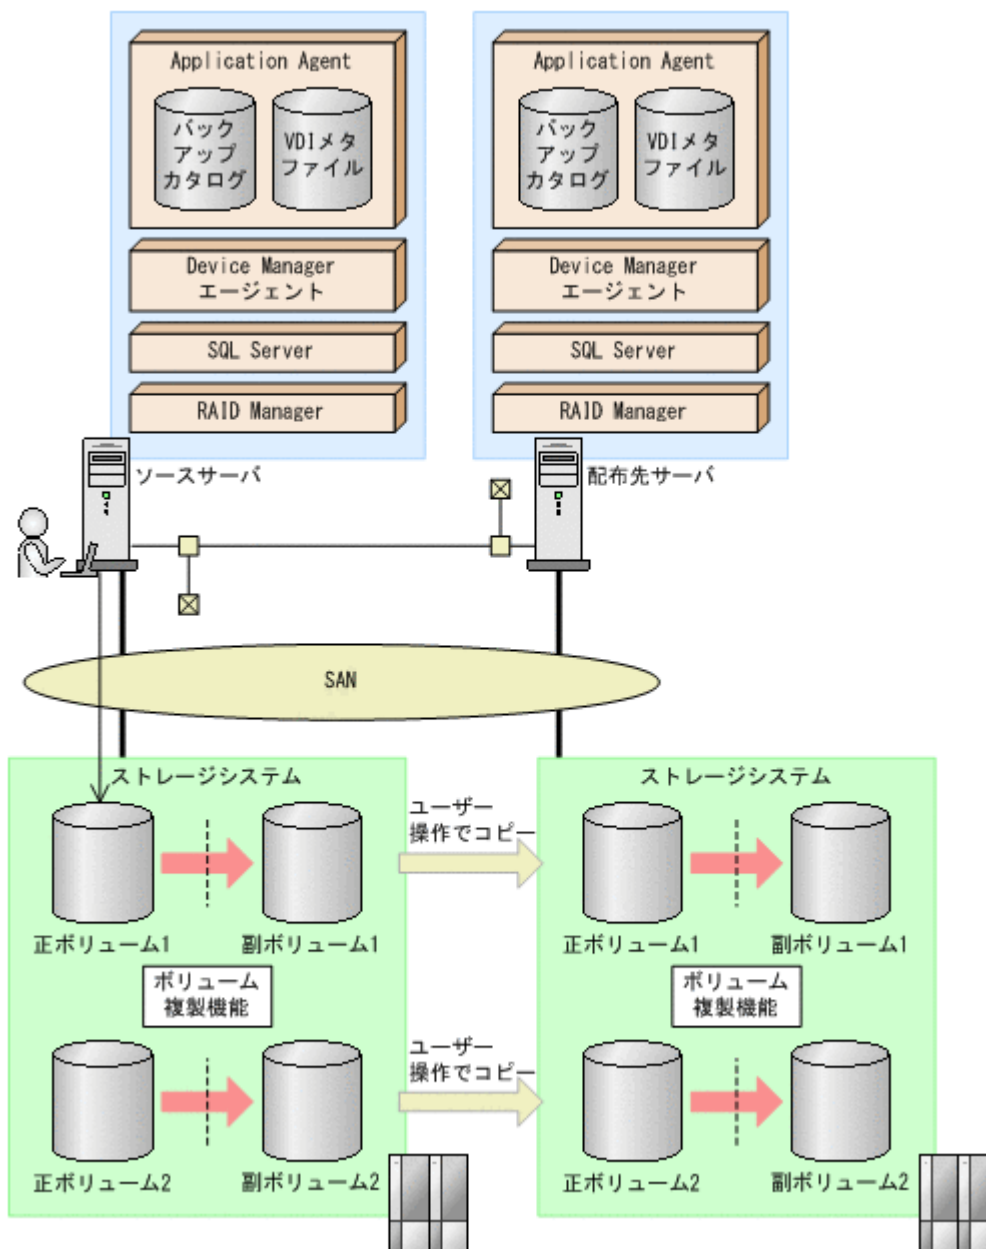 Application Agent
バック
アップ
カタログ
VDIメタ
ファイル
Device Manager
エージェント
SQL Server
RAID Manager
ソースサーバ
Application Agent
バック
アップ
カタログ
VDIメタ
ファイル
Device Manager
エージェント
SQL Server
RAID Manager
配布先サーバ
SAN
ストレージシステム
正ボリューム1
副ボリューム1
ボリューム
複製機能
正ボリューム2
副ボリューム2
ユーザー
操作でコピー
ユーザー
操作でコピー
ストレージシステム
正ボリューム1
副ボリューム1
ボリューム
複製機能
正ボリューム2
副ボリューム2